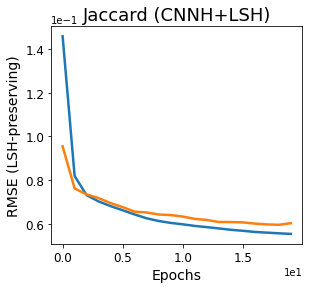 Jaccard (CNNH+LSH)
1e−1
1.4
1.2
1.0
0.8
0.6
RMSE (LSH-preserving)
0.0 0.5 1.0 1.5
1e1
Epochs